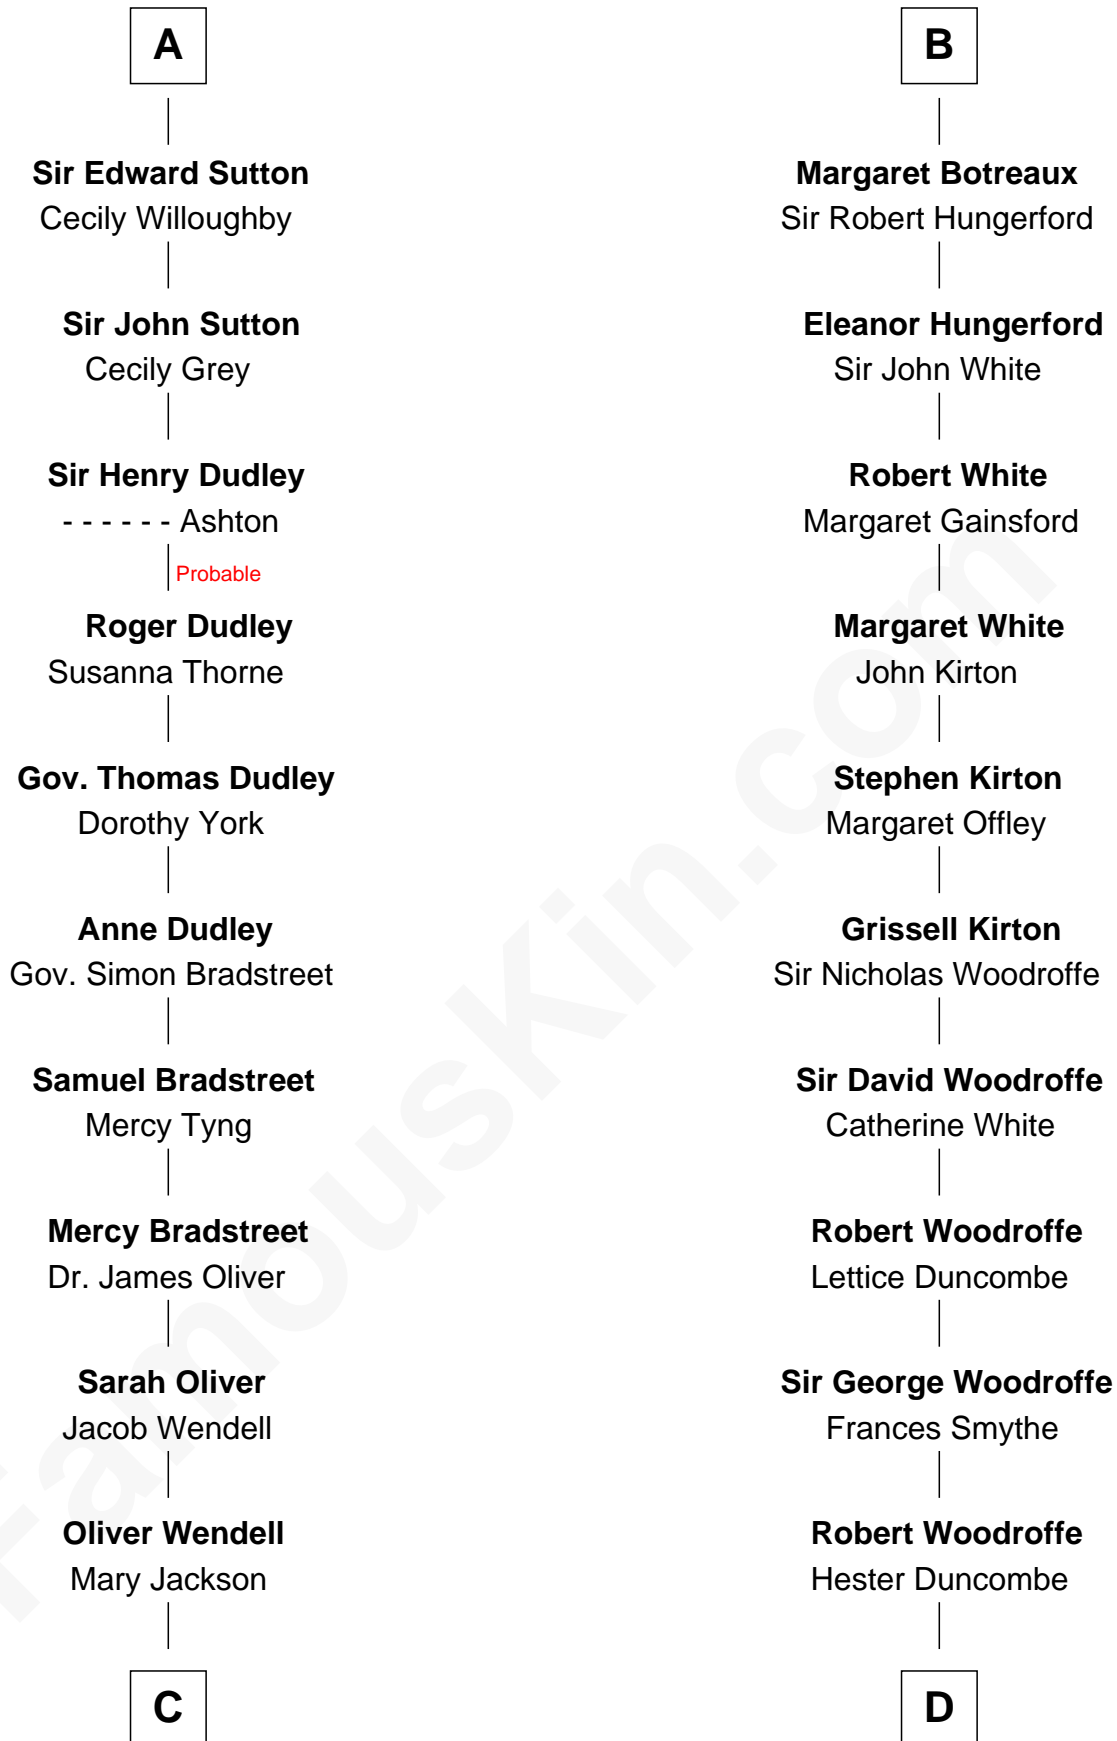 A
Sir Edward Sutton
Cecily Willoughby
Sir John Sutton
Cecily Grey
Sir Henry Dudley
- - - - - - Ashton
Probable
Roger Dudley
Susanna Thorne
Gov. Thomas Dudley
Dorothy York
Anne Dudley
Gov. Simon Bradstreet
Samuel Bradstreet
Mercy Tyng
Mercy Bradstreet
Dr. James Oliver
Sarah Oliver
Jacob Wendell
Oliver Wendell
Mary Jackson
C
B
Margaret Botreaux
Sir Robert Hungerford
Eleanor Hungerford
Sir John White
Robert White
Margaret Gainsford
Margaret White
John Kirton
Stephen Kirton
Margaret Offley
Grissell Kirton
Sir Nicholas Woodroffe
Sir David Woodroffe
Catherine White
Robert Woodroffe
Lettice Duncombe
Sir George Woodroffe
Frances Smythe
Robert Woodroffe
Hester Duncombe
D
FamousKin.com